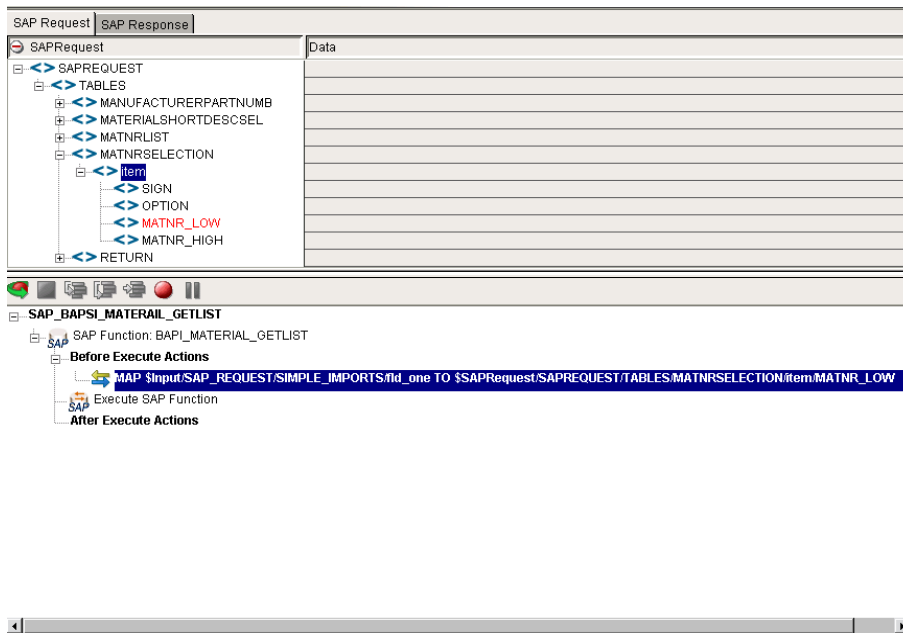 SAP Request SAP Response
SAPRequest Data
SAPREQUEST
TABLES
MANUFACTURERPARTNUMB
MATERIALSHORTDESCSEL
MATNRLIST
MATNRSELECTION
item
SIGN
OPTION
MATNR_LOW
MATNR_HIGH
RETURN
SAP_BAPSI_MATERAIL_GETLIST
SAP SAP Function: BAPI_MATERIAL_GETLIST
Before Execute Actions
MAP $Input/SAP_REQUEST/SIMPLE_IMPORTS/fld_one TO $SAPRequest/SAPREQUEST/TABLES/MATNRSELECTION/item/MATNR_LOW
SAP Execute SAP Function
After Execute Actions